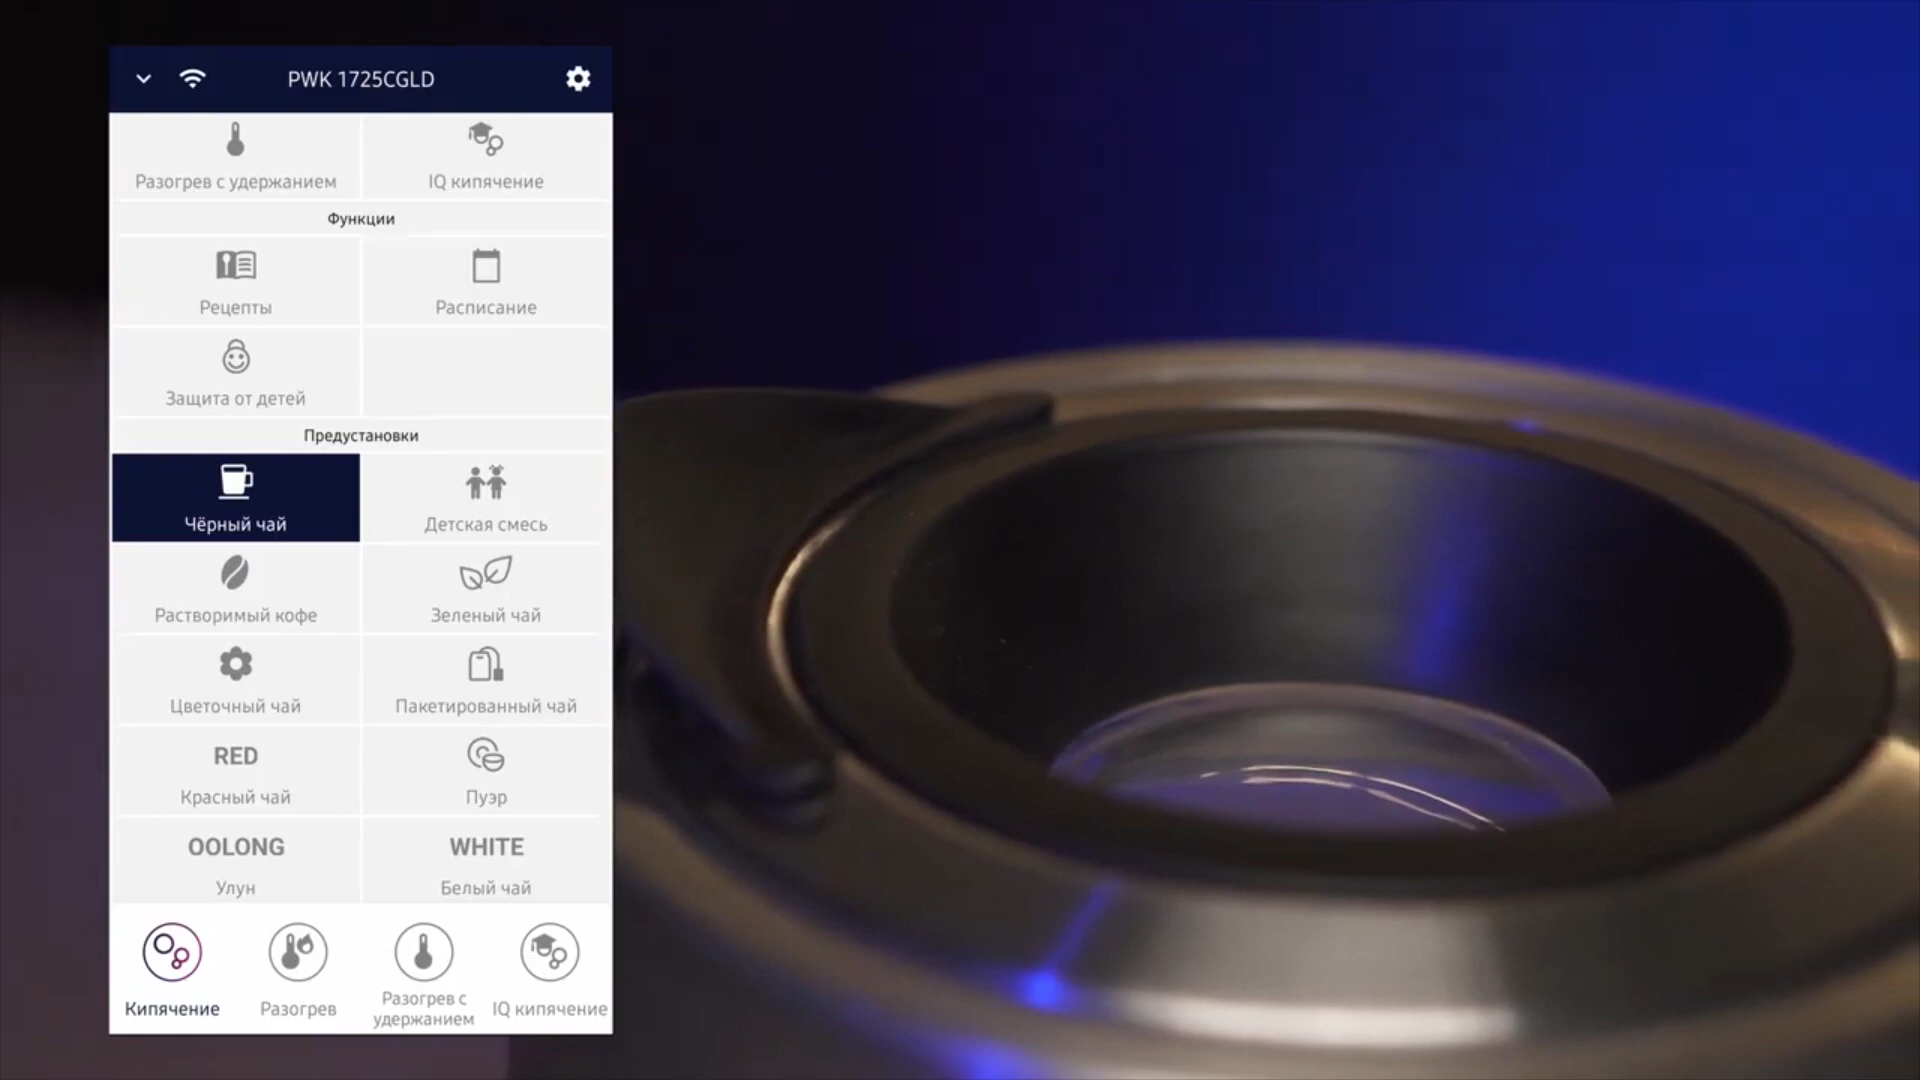 PWK 1725CGLD
Разогрев с удержанием
IQ кипячение
Функции
Рецепты
Расписание
Защита от детей
Предустановки
Чёрный чай
Детская смесь
Растворимый кофе
Зеленый чай
Цветочный чай
Пакетированный чай
RED
Красный чай
Пуэр
OOLONG
Улун
WHITE
Белый чай
Кипячение
Разогрев
Разогрев с
удержанием
IQ кипячение